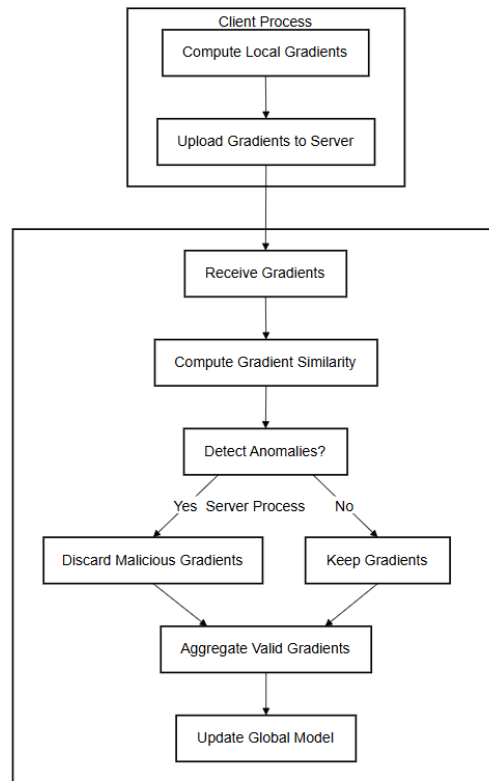 Client Process
Compute Local Gradients
Upload Gradients to Server
Receive Gradients
Compute Gradient Similarity
Detect Anomalies?
Yes
Server Process
No
Discard Malicious Gradients
Keep Gradients
Aggregate Valid Gradients
Update Global Model